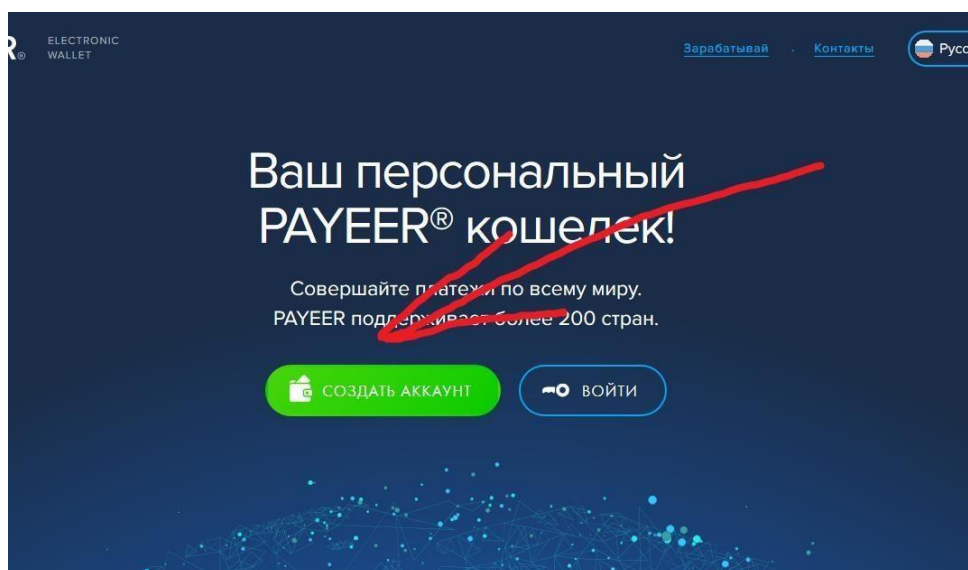 R®
ELECTRONIC
WALLET
Зарабатывай · Контакты
Ваш персональный
PAYEER® кошелек!
Совершайте платежи по всему миру.
PAYEER поддерживает более 200 стран.
СОЗДАТЬ АККАУНТ
ВОЙТИ